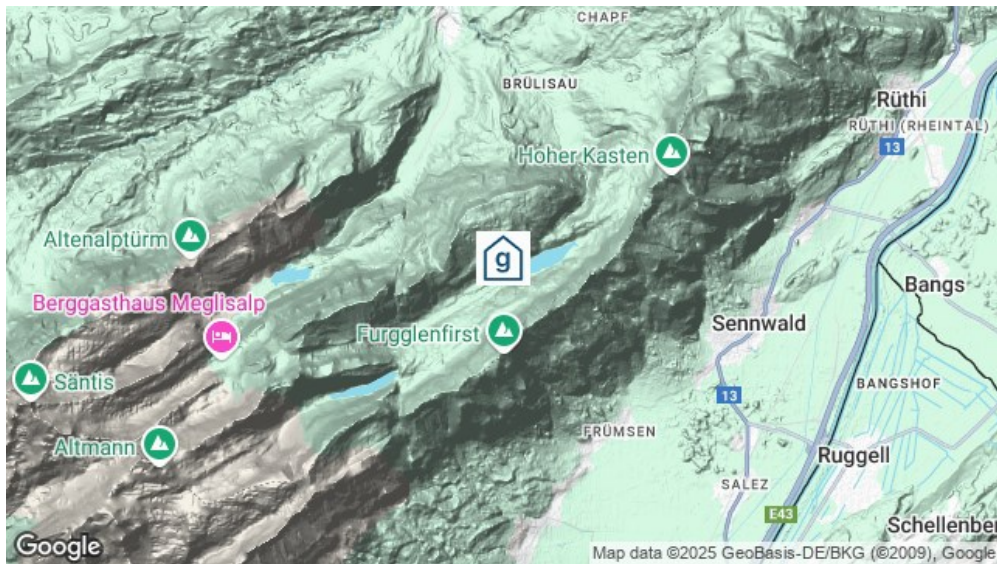 CHAPF
BRÜLISAU
Rüthi
RÜTHI (RHEINTAL)
13
Hoher Kasten
Altenalptürm
g
Bangs
Berggasthaus Meglisalp
Sennwald
Furgglenfirst
Säntis
BANGSHOF
13
FRÜMSEN
Altmann
Ruggell
SALEZ
E43
Schellenber
Google
Map data ©2025 GeoBasis-DE/BKG (©2009), Google